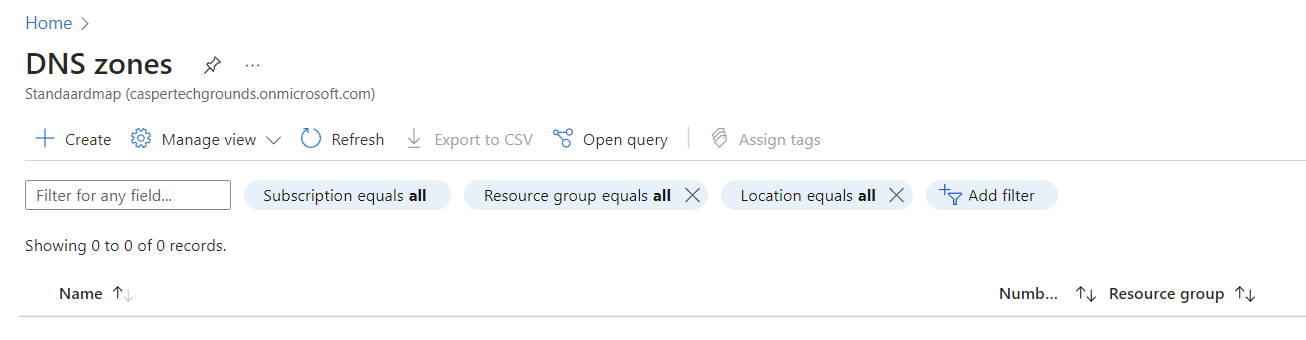 Home
DNS zones ...
Standaardmap (caspertechgrounds.onmicrosoft.com)
Create Manage view Refresh Export to CSV Open query Assign tags
Filter for any field... Subscription equals all Resource group equals all Location equals all Add filter
Showing 0 to 0 of 0 records.
Name Numb... Resource group